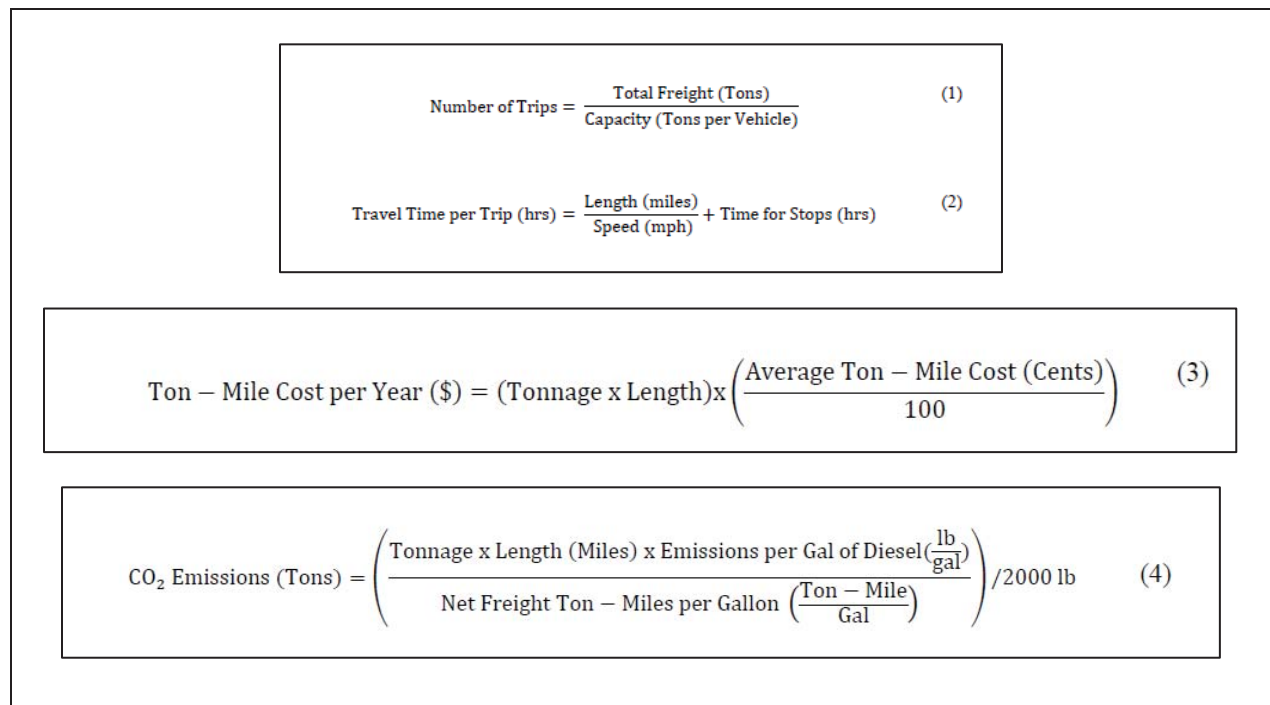 Number of Trips = Total Freight (Tons) / Capacity (Tons per Vehicle) (1)
Travel Time per Trip (hrs) = Length (miles) / Speed (mph) + Time for Stops (hrs) (2)
Ton − Mile Cost per Year ($) = (Tonnage x Length)x(Average Ton − Mile Cost (Cents) / 100) (3)
CO₂ Emissions (Tons) = (Tonnage x Length (Miles) x Emissions per Gal of Diesel(lb / gal) / Net Freight Ton − Miles per Gallon (Ton − Mile / Gal)) /2000 lb (4)